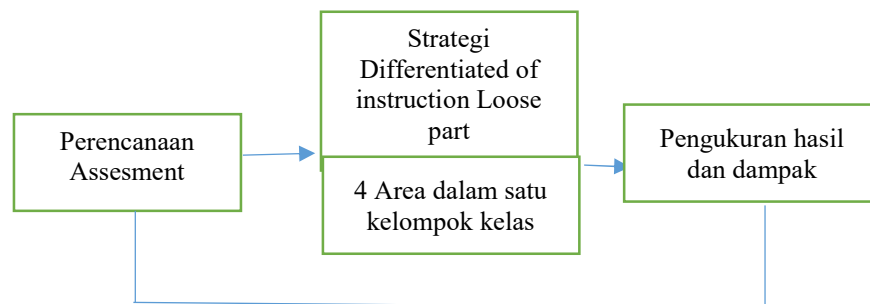 Perencanaan
Assesment
Strategi
Differentiated of
instruction Loose
part
4 Area dalam satu
kelompok kelas
Pengukuran hasil
dan dampak